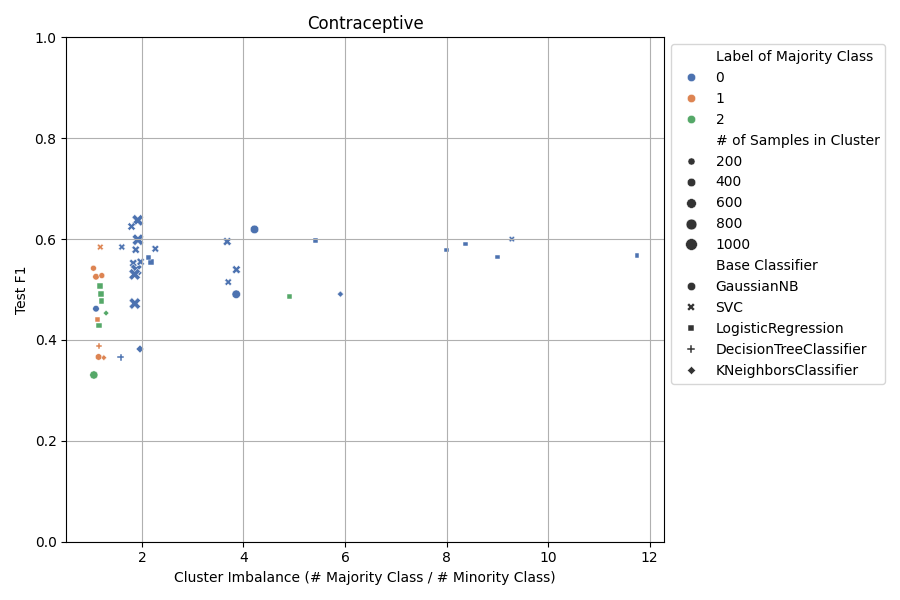 Contraceptive
Test F1
1.0
0.8
0.6
0.4
0.2
0.0
2
4
6
8
10
12
Cluster Imbalance (# Majority Class / # Minority Class)
Label of Majority Class
0
1
2
# of Samples in Cluster
200
400
600
800
1000
Base Classifier
GaussianNB
SVC
LogisticRegression
DecisionTreeClassifier
KNeighborsClassifier